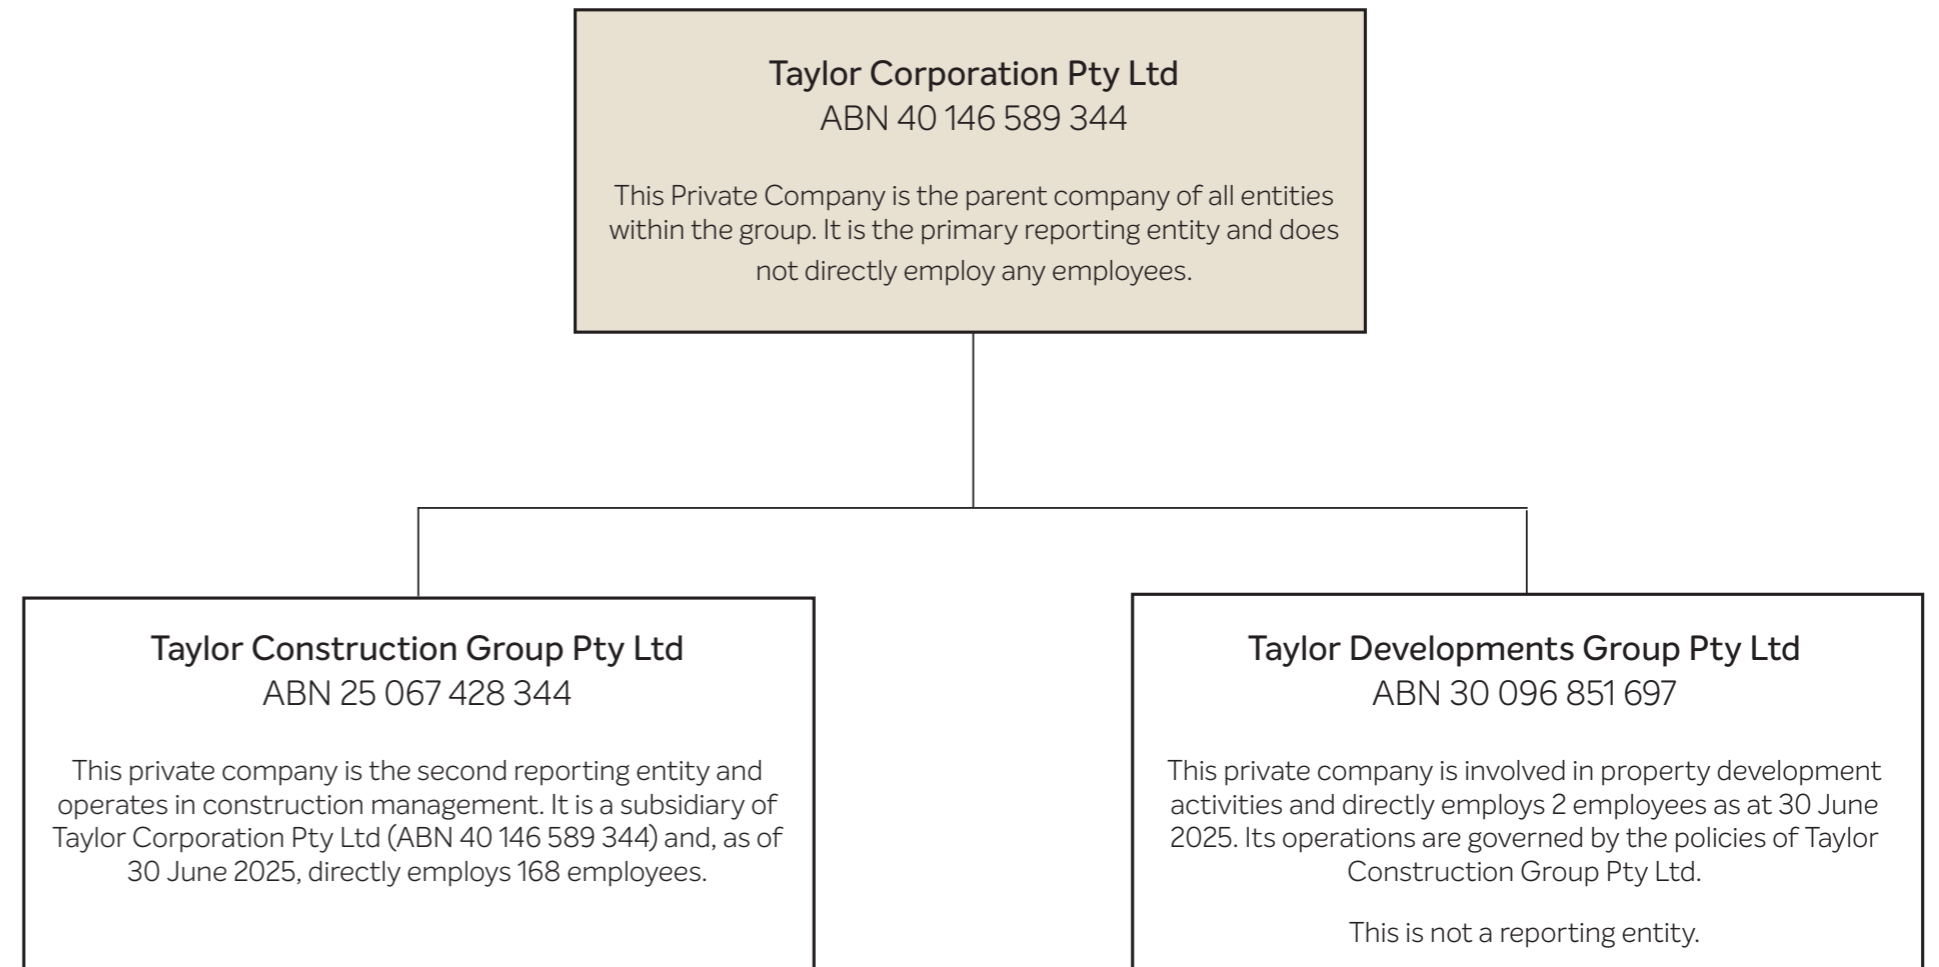 Taylor Corporation Pty Ltd
ABN 40 146 589 344
This Private Company is the parent company of all entities
within the group. It is the primary reporting entity and does
not directly employ any employees.
Taylor Construction Group Pty Ltd
ABN 25 067 428 344
This private company is the second reporting entity and
operates in construction management. It is a subsidiary of
Taylor Corporation Pty Ltd (ABN 40 146 589 344) and, as of
30 June 2025, directly employs 168 employees.
Taylor Developments Group Pty Ltd
ABN 30 096 851 697
This private company is involved in property development
activities and directly employs 2 employees as at 30 June
2025. Its operations are governed by the policies of Taylor
Construction Group Pty Ltd.
This is not a reporting entity.